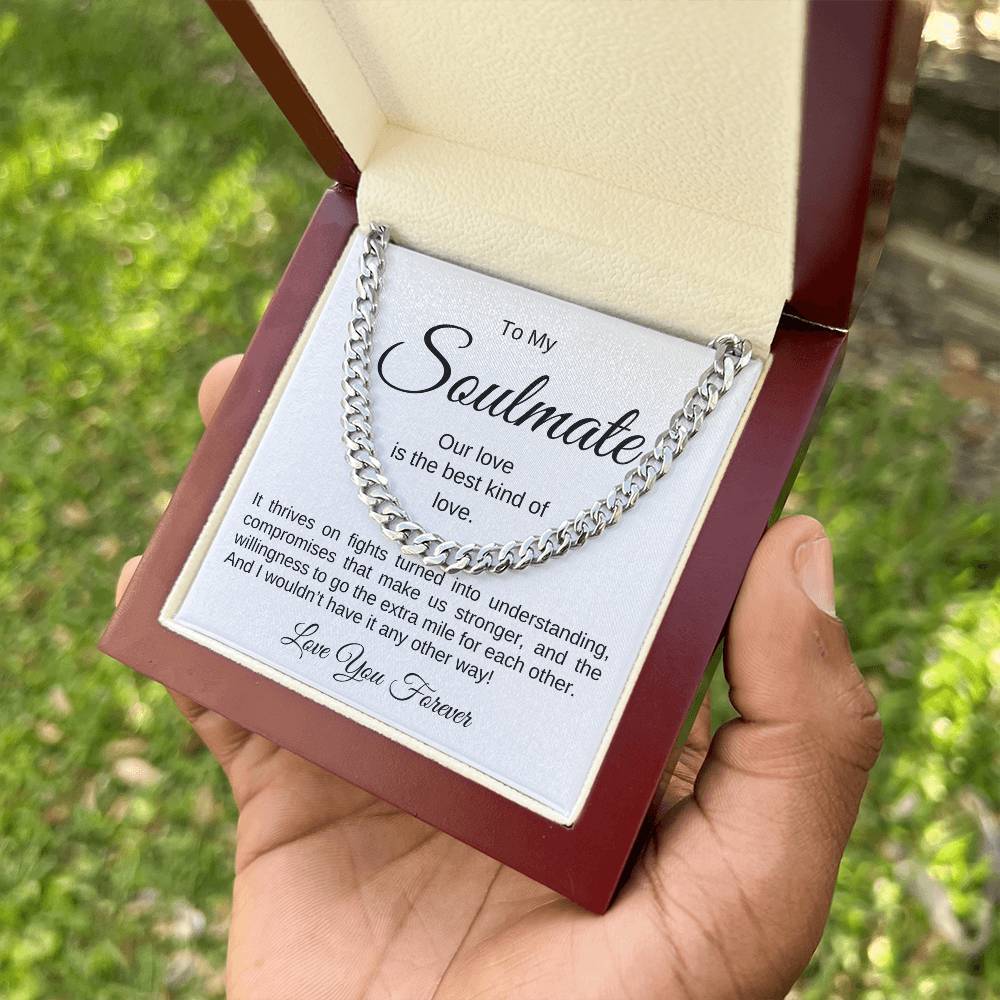 To My
Soulmate
Our love
is the best kind of
love.
It thrives on fights turned into understanding,
compromises that make us stronger, and the
willingness to go the extra mile for each other.
And I wouldn't have it any other way!
Love You Forever